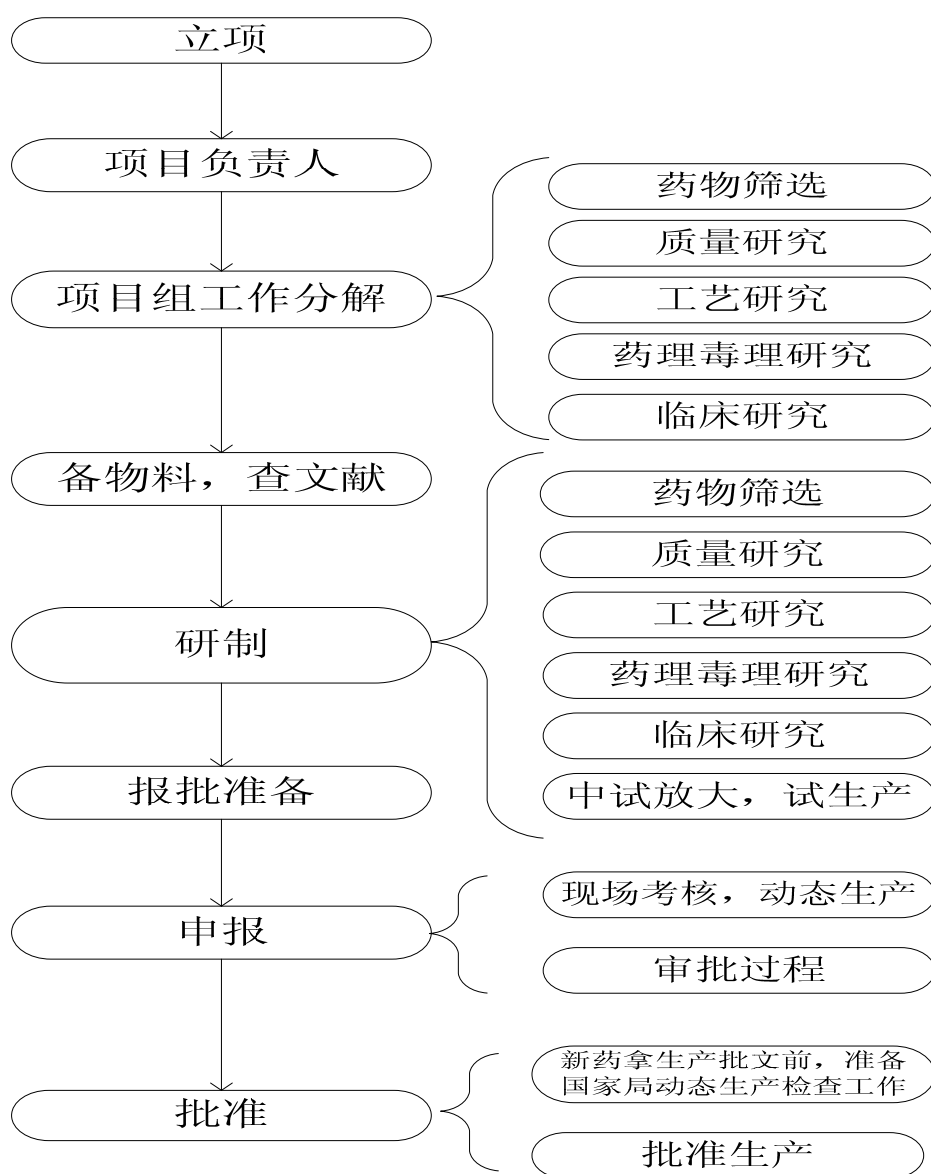 立项
项目负责人
项目组工作分解
药物筛选
质量研究
工艺研究
药理毒理研究
临床研究
备物料，查文献
研制
药物筛选
质量研究
工艺研究
药理毒理研究
临床研究
中试放大，试生产
报批准备
申报
现场考核，动态生产
审批过程
批准
新药拿生产批文前，准备
国家局动态生产检查工作
批准生产